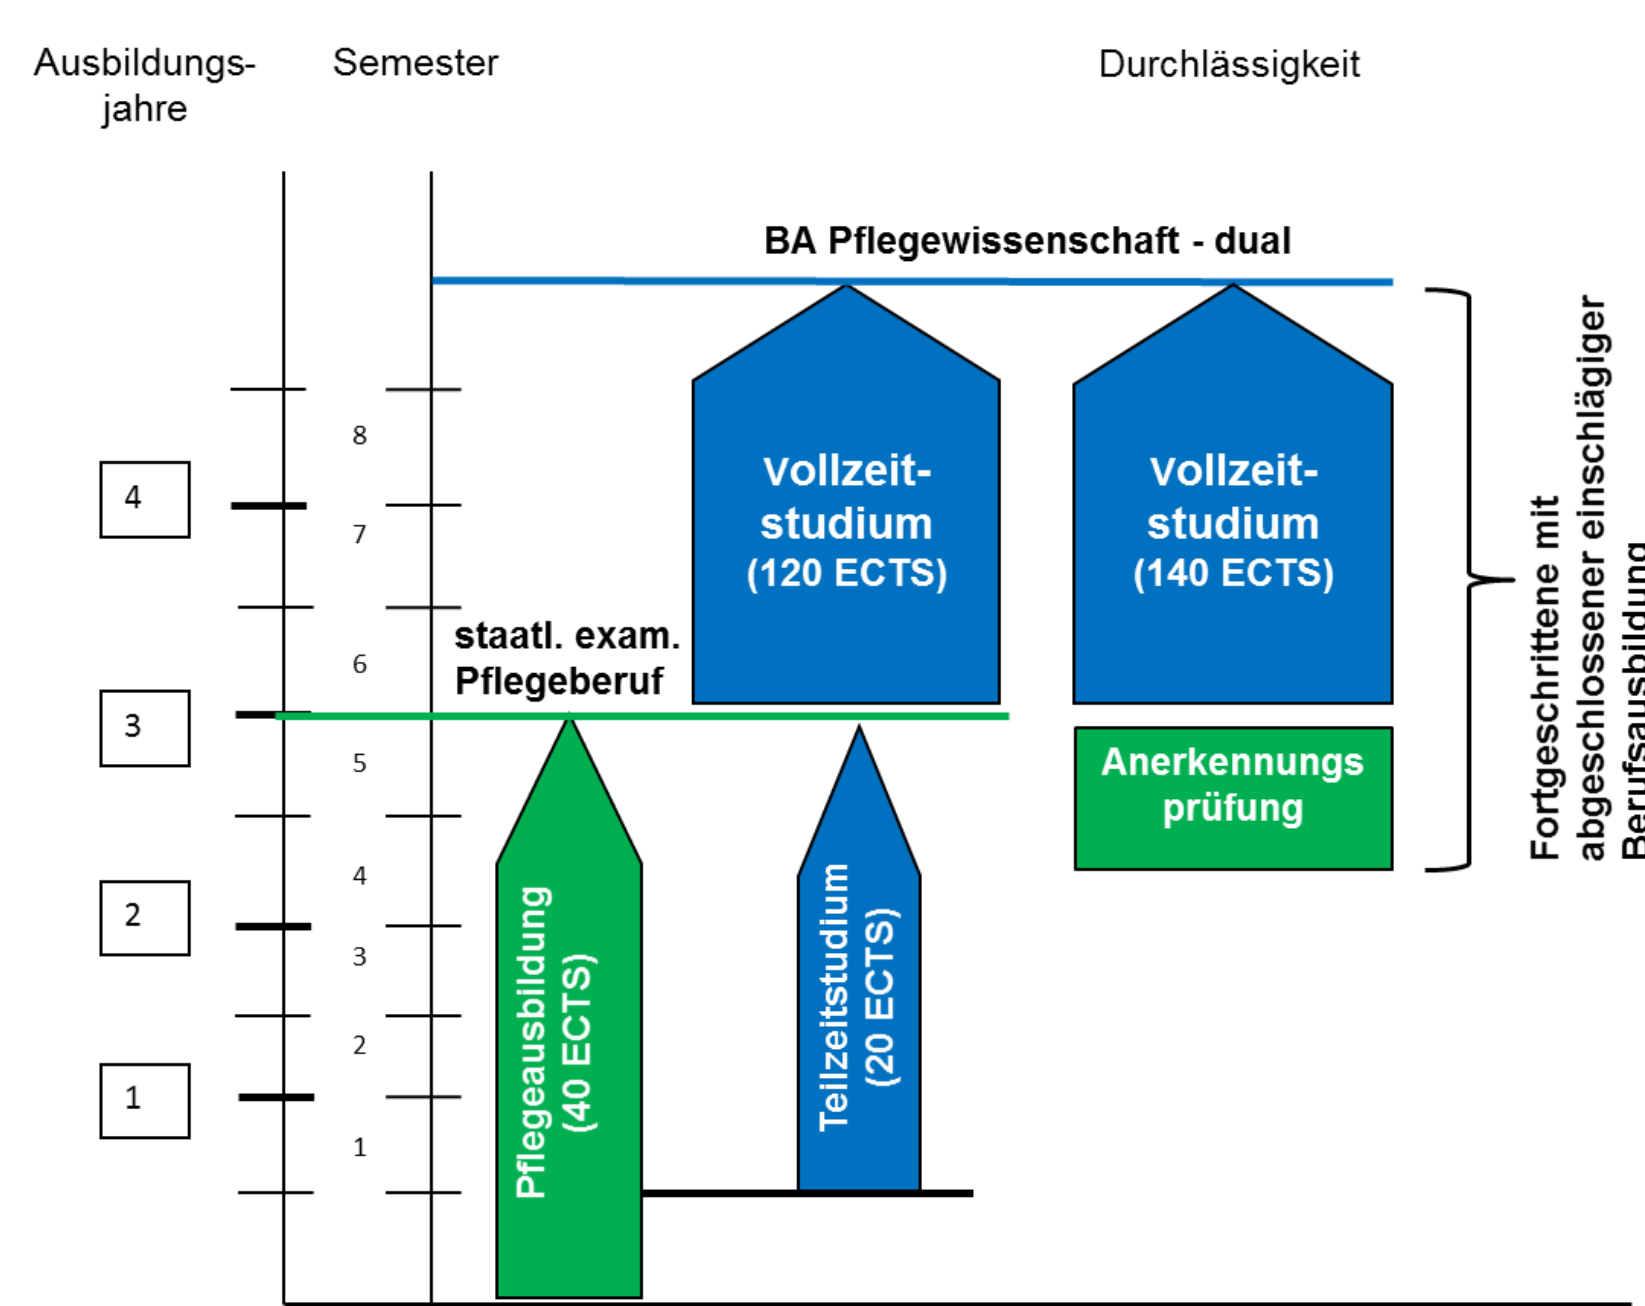 Ausbildungs-
jahre
Semester
Durchlässigkeit
BA Pflegewissenschaft - dual
8
4
7
Vollzeit-
studium
(120 ECTS)
Vollzeit-
studium
(140 ECTS)
staatl. exam.
Pflegeberuf
6
3
5
Anerkennungs
prüfung
4
2
3
2
1
1
Pflegeausbildung
(40 ECTS)
Teilzeitstudium
(20 ECTS)
Fortgeschrittene mit
abgeschlossener einschlägiger
Berufsausbildung